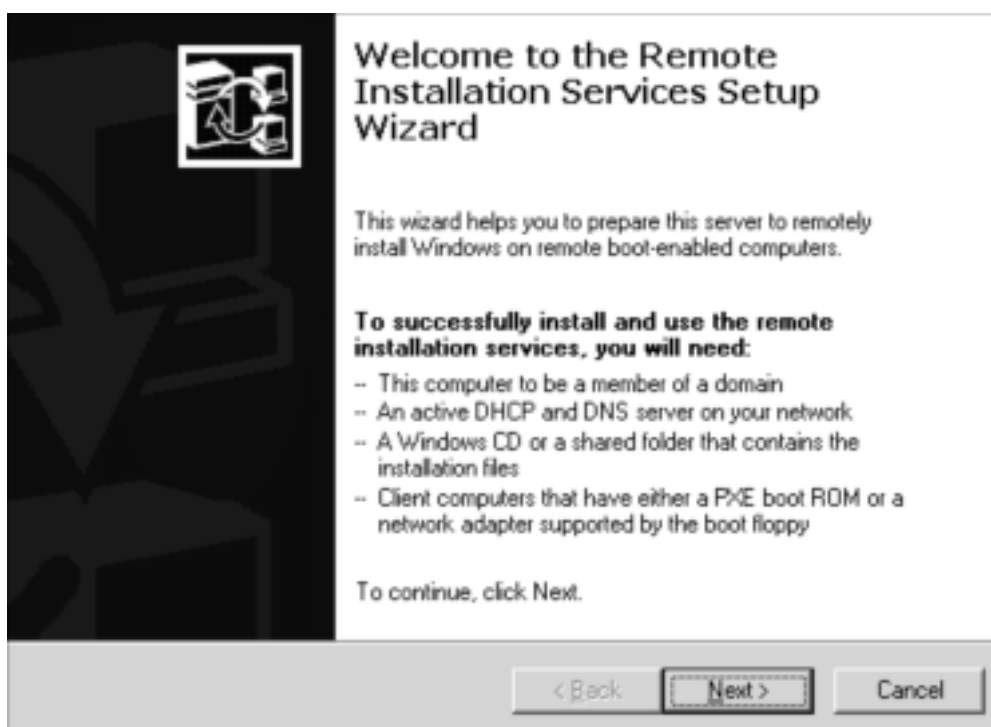 Welcome to the Remote
Installation Services Setup
Wizard
This wizard helps you to prepare this server to remotely
install Windows on remote boot-enabled computers.
To successfully install and use the remote
installation services, you will need:
-- This computer to be a member of a domain
-- An active DHCP and DNS server on your network
-- A Windows CD or a shared folder that contains the
installation files
-- Client computers that have either a PXE boot ROM or a
network adapter supported by the boot floppy
To continue, click Next.
< Back Next > Cancel